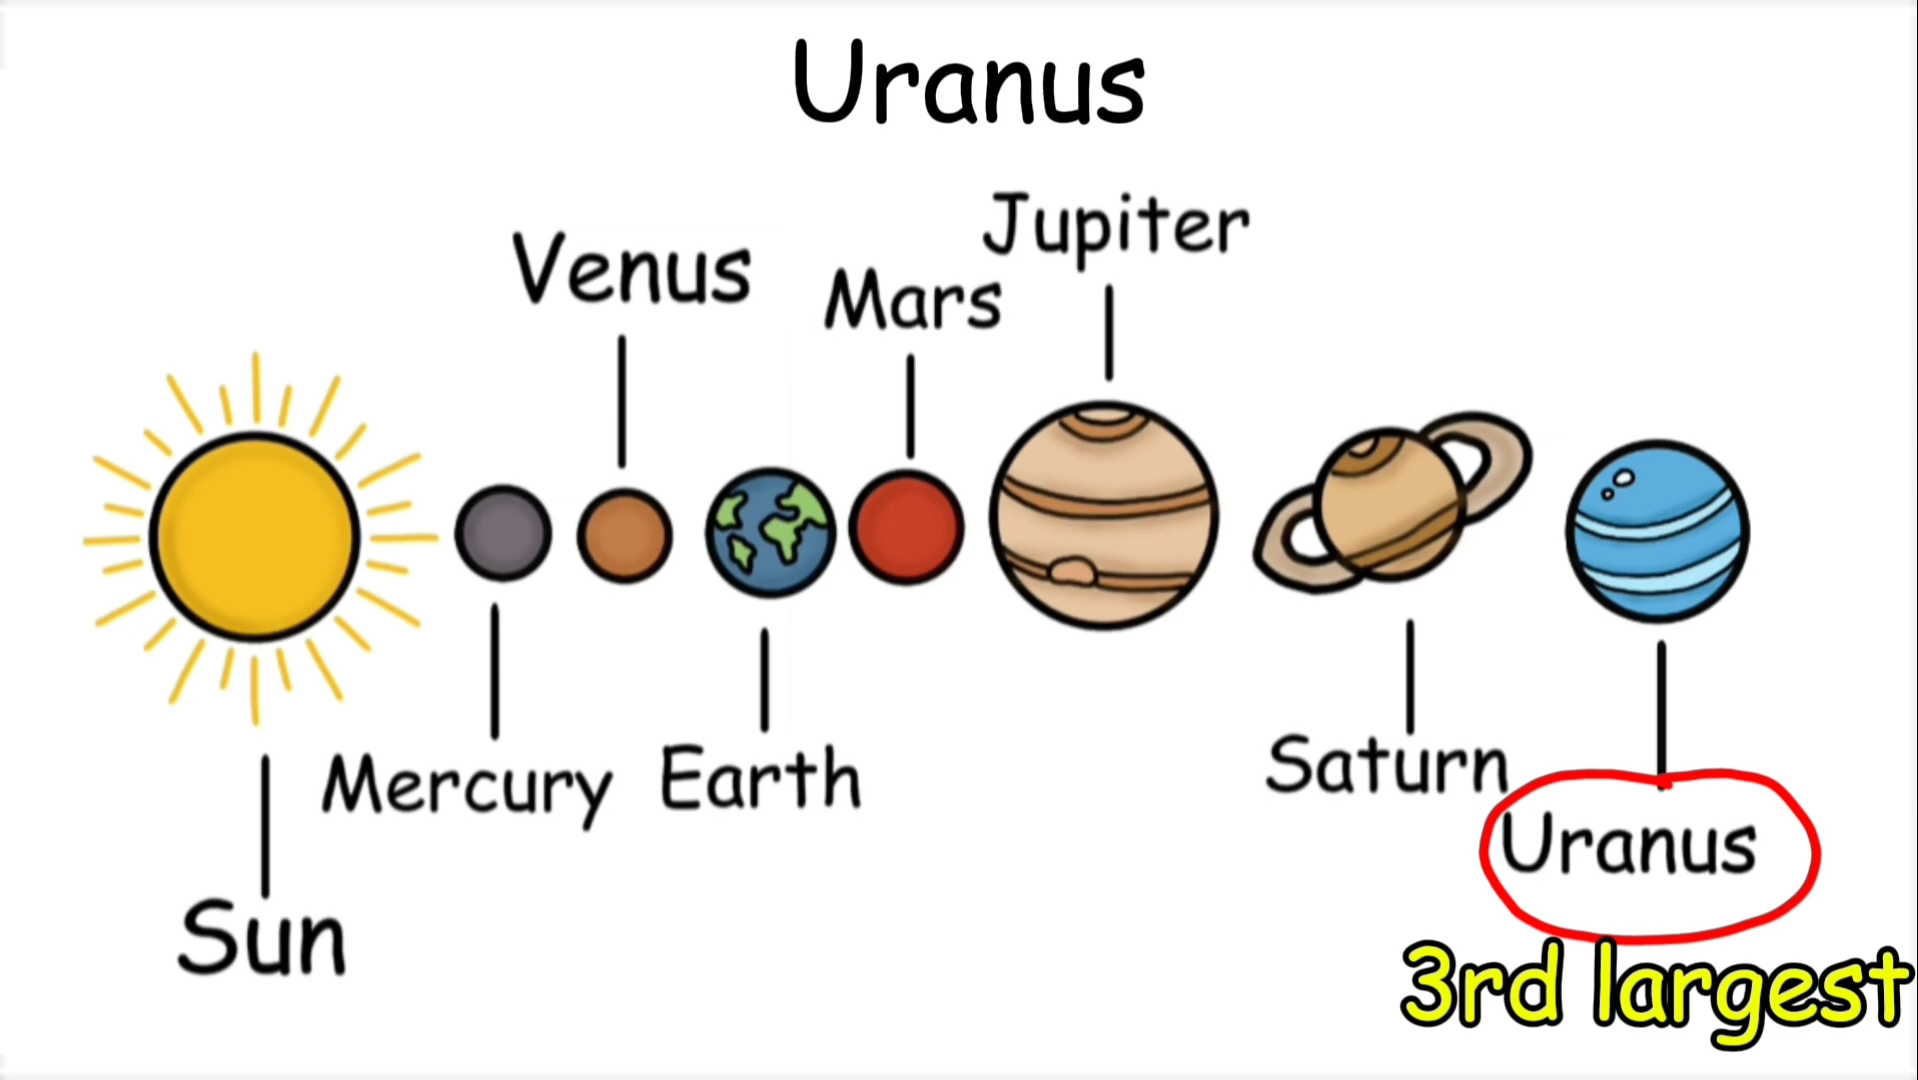 Uranus
Jupiter
Venus
Mars
Mercury
Earth
Saturn
Uranus
Sun
3rd largest